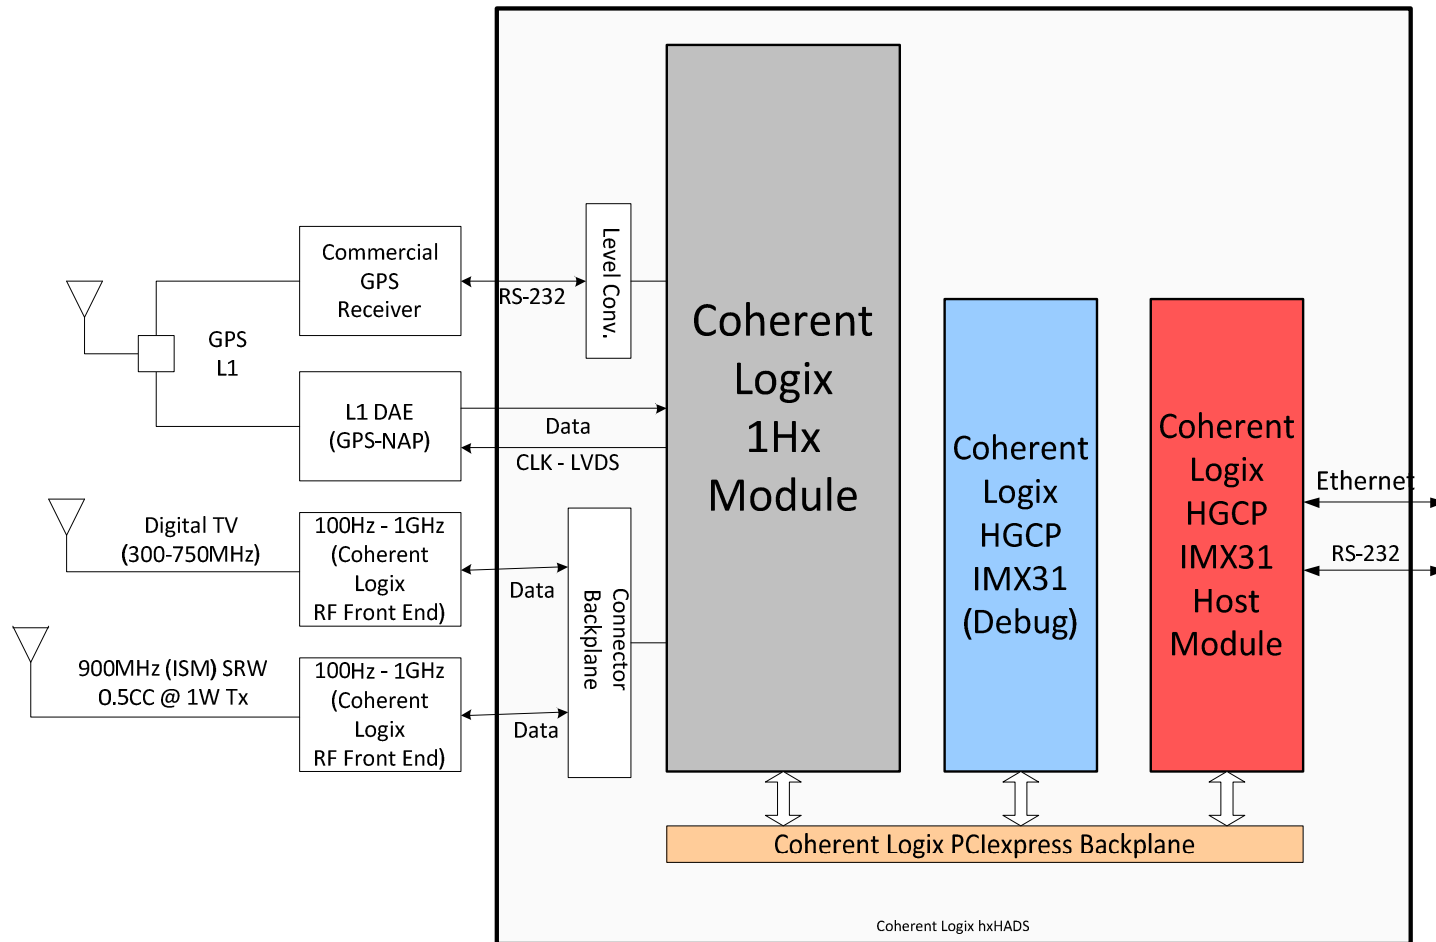 Commercial
GPS
Receiver
RS-232
Level Conv.
GPS
L1
L1 DAE
(GPS-NAP)
Data
CLK - LVDS
Digital TV
(300-750MHz)
100Hz - 1GHz
(Coherent
Logix
RF Front End)
Data
Connector
Backplane
900MHz (ISM) SRW
0.5CC @ 1W Tx
100Hz - 1GHz
(Coherent
Logix
RF Front End)
Data
Coherent
Logix
1Hx
Module
Coherent
Logix
HGCP
IMX31
(Debug)
Coherent
Logix
HGCP
IMX31
Host
Module
Ethernet
RS-232
Coherent Logix PCIexpress Backplane
Coherent Logix hxHADS